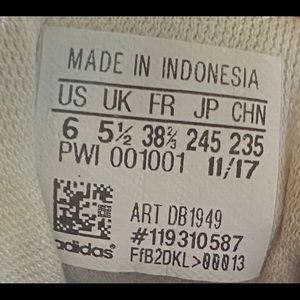 MADE IN INDONESIA
US UK FR JP CHN
6 5½ 38⅔ 245 235
PWI 001001 11/17
ART DB1949
#119310587
adidas FfB2DKL>00013